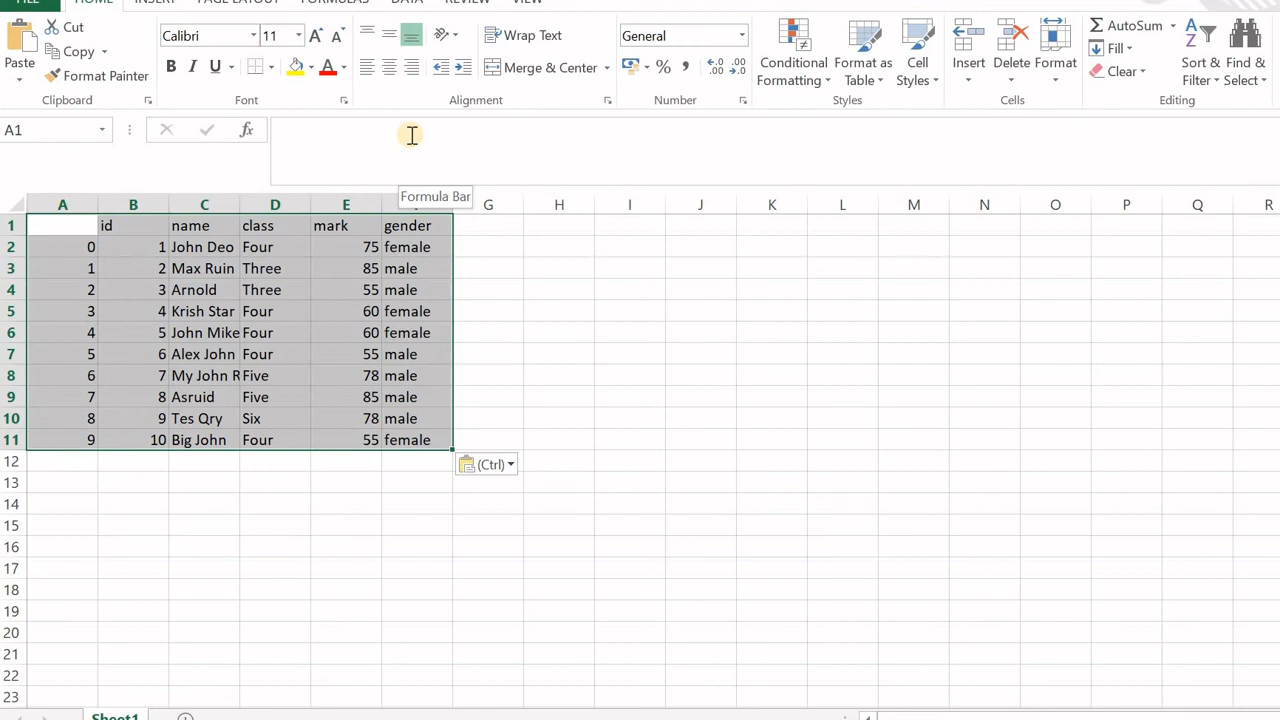 FILE HOME INSERT PAGE LAYOUT FORMULAS DATA REVIEW VIEW
Cut
Copy
Format Painter
Paste
Clipboard
Calibri 11
B I U
Font
Wrap Text
Merge & Center
Alignment
General
%
Number
Conditional Formatting
Format as Table
Cell Styles
Styles
Insert
Delete
Format
Cells
AutoSum
Fill
Clear
Sort & Filter
Find & Select
Editing
A1
fx
Formula Bar
A B C D E G H I J K L M N O P Q R
1 id name class mark gender
2 0 1 John Deo Four 75 female
3 1 2 Max Ruin Three 85 male
4 2 3 Arnold Three 55 male
5 3 4 Krish Star Four 60 female
6 4 5 John Mike Four 60 female
7 5 6 Alex John Four 55 male
8 6 7 My John R Five 78 male
9 7 8 Asruid Five 85 male
10 8 9 Tes Qry Six 78 male
11 9 10 Big John Four 55 female
12 (Ctrl)
13
14
15
16
17
18
19
20
21
22
23
Sheet1